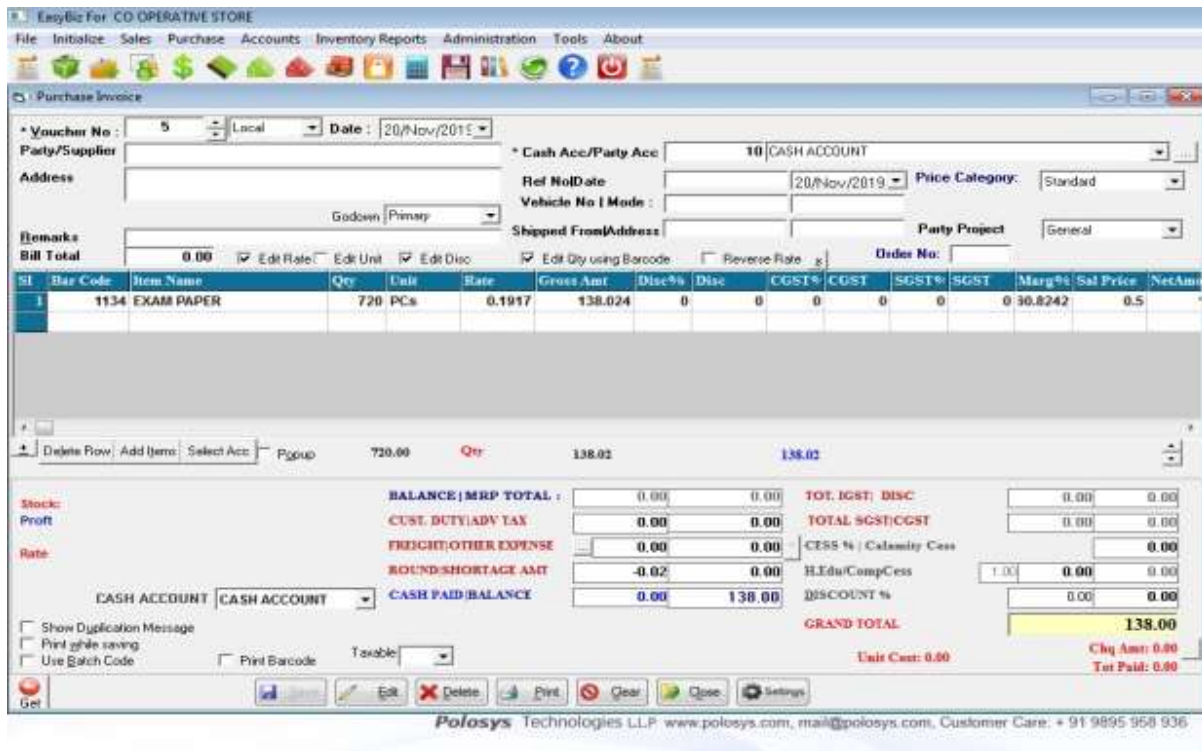 EasyBiz For CO OPERATIVE STORE
File Initialize Sales Purchase Accounts Inventory Reports Administration Tools About
Purchase Invoice
* Voucher No : 5 Local Date : 20/Nov/2019
Party/Supplier * Cash Acc/Party Acc 10 CASH ACCOUNT ...
Address Ref No|Date 20/Nov/2019 Price Category: Standard
Vehicle No | Mode :
Godown Primary
Remarks Shipped From|Address Party Project General
Bill Total 0.00 Edit Rate Edit Unit Edit Disc Edit Qty using Barcode Reverse Rate Order No:
SI Bar Code Item Name Qty Unit Rate Gross Amt Disc% Disc CGST% CGST SGST% SGST Marg% Sal Price NetAmo
1 1134 EXAM PAPER 720 PCs 0.1917 138.024 0 0 0 0 0 0 30.8242 0.5
Delete Row Add Items Select Acc Popup 720.00 Qty 138.02 138.02
Stock: BALANCE | MRP TOTAL : 0.00 0.00 TOT. IGST| DISC 0.00 0.00
Profit CUST. DUTY|ADV TAX 0.00 0.00 TOTAL SGST|CGST 0.00 0.00
Rate FREIGHT|OTHER EXPENSE ... 0.00 0.00 CESS % | Calamity Cess 0.00
ROUND|SHORTAGE AMT -0.02 0.00 H.Edu/CompCess 1.00 0.00 0.00
CASH ACCOUNT CASH ACCOUNT CASH PAID|BALANCE 0.00 138.00 DISCOUNT % 0.00 0.00
Show Duplication Message GRAND TOTAL 138.00
Print while saving
Use Batch Code Print Barcode Taxable Unit Cost: 0.00 Chq Amt: 0.00
Tot Paid: 0.00
Get Save Edit Delete Print Clear Close Settings
Polosys Technologies LLP www.polosys.com, mail@polosys.com, Customer Care: + 91 9895 958 936